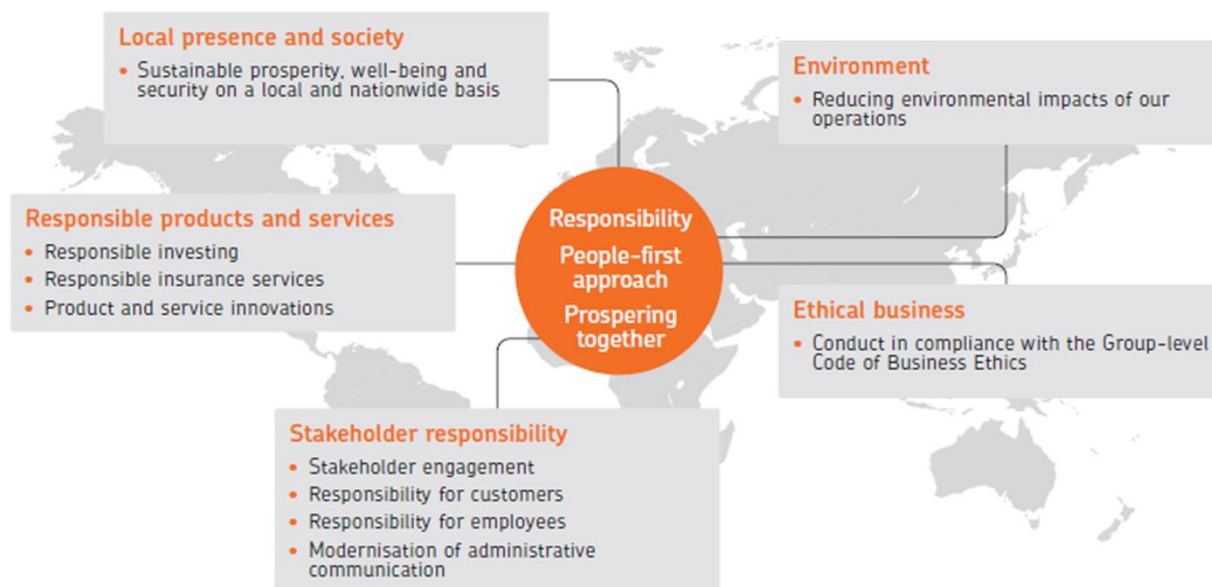 Local presence and society
• Sustainable prosperity, well-being and
security on a local and nationwide basis
Environment
• Reducing environmental impacts of our
operations
Responsible products and services
• Responsible investing
• Responsible insurance services
• Product and service innovations
Responsibility
People-first
approach
Prospering
together
Ethical business
• Conduct in compliance with the Group-level
Code of Business Ethics
Stakeholder responsibility
• Stakeholder engagement
• Responsibility for customers
• Responsibility for employees
• Modernisation of administrative
communication